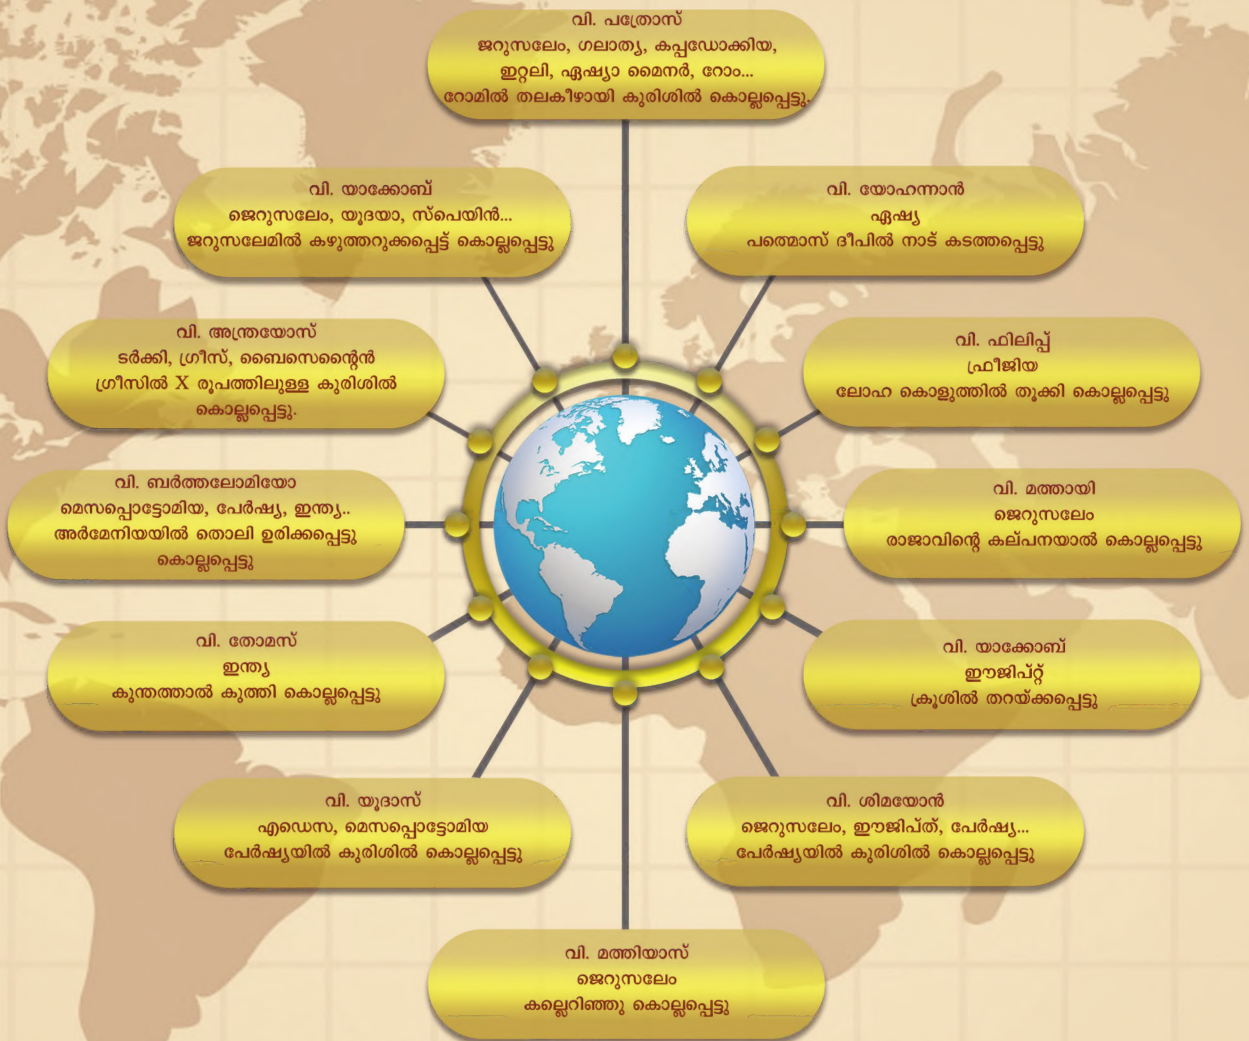 വി. പത്രോസ്
ജറുസലേം, ഗലാത്യ, കപ്പഡോക്കിയ,
ഇറ്റലി, ഏഷ്യാ മൈനർ, റോം...
റോമിൽ തലകീഴായി കുരിശിൽ കൊല്ലപ്പെട്ടു.
വി. യാക്കോബ്
ജെറുസലേം, യൂദയാ, സ്പെയിൻ...
ജറുസലേമിൽ കഴുത്തറുക്കപ്പെട്ട് കൊല്ലപ്പെട്ടു
വി. യോഹന്നാൻ
ഏഷ്യ
പത്മൊസ് ദീപിൽ നാട് കടത്തപ്പെട്ടു
വി. അന്ത്രയോസ്
ടർക്കി, ഗ്രീസ്, ബൈസെന്റൈൻ
ഗ്രീസിൽ X രൂപത്തിലുള്ള കുരിശിൽ
കൊല്ലപ്പെട്ടു.
വി. ഫിലിപ്പ്
ഫ്രീജിയ
ലോഹ കൊളുത്തിൽ തൂക്കി കൊല്ലപ്പെട്ടു
വി. ബർത്തലോമിയോ
മെസപ്പൊട്ടോമിയ, പേർഷ്യ, ഇന്ത്യ..
അർമേനിയയിൽ തൊലി ഉരിക്കപ്പെട്ടു
കൊല്ലപ്പെട്ടു
വി. മത്തായി
ജെറുസലേം
രാജാവിന്റെ കല്പനയാൽ കൊല്ലപ്പെട്ടു
വി. തോമസ്
ഇന്ത്യ
കുന്തത്താൽ കുത്തി കൊല്ലപ്പെട്ടു
വി. യാക്കോബ്
ഈജിപ്റ്റ്
ക്രൂശിൽ തറയ്ക്കപ്പെട്ടു
വി. യൂദാസ്
എഡെസ, മെസപ്പൊട്ടോമിയ
പേർഷ്യയിൽ കുരിശിൽ കൊല്ലപ്പെട്ടു
വി. ശിമയോൻ
ജെറുസലേം, ഈജിപ്ത്, പേർഷ്യ...
പേർഷ്യയിൽ കുരിശിൽ കൊല്ലപ്പെട്ടു
വി. മത്തിയാസ്
ജെറുസലേം
കല്ലെറിഞ്ഞു കൊല്ലപ്പെട്ടു